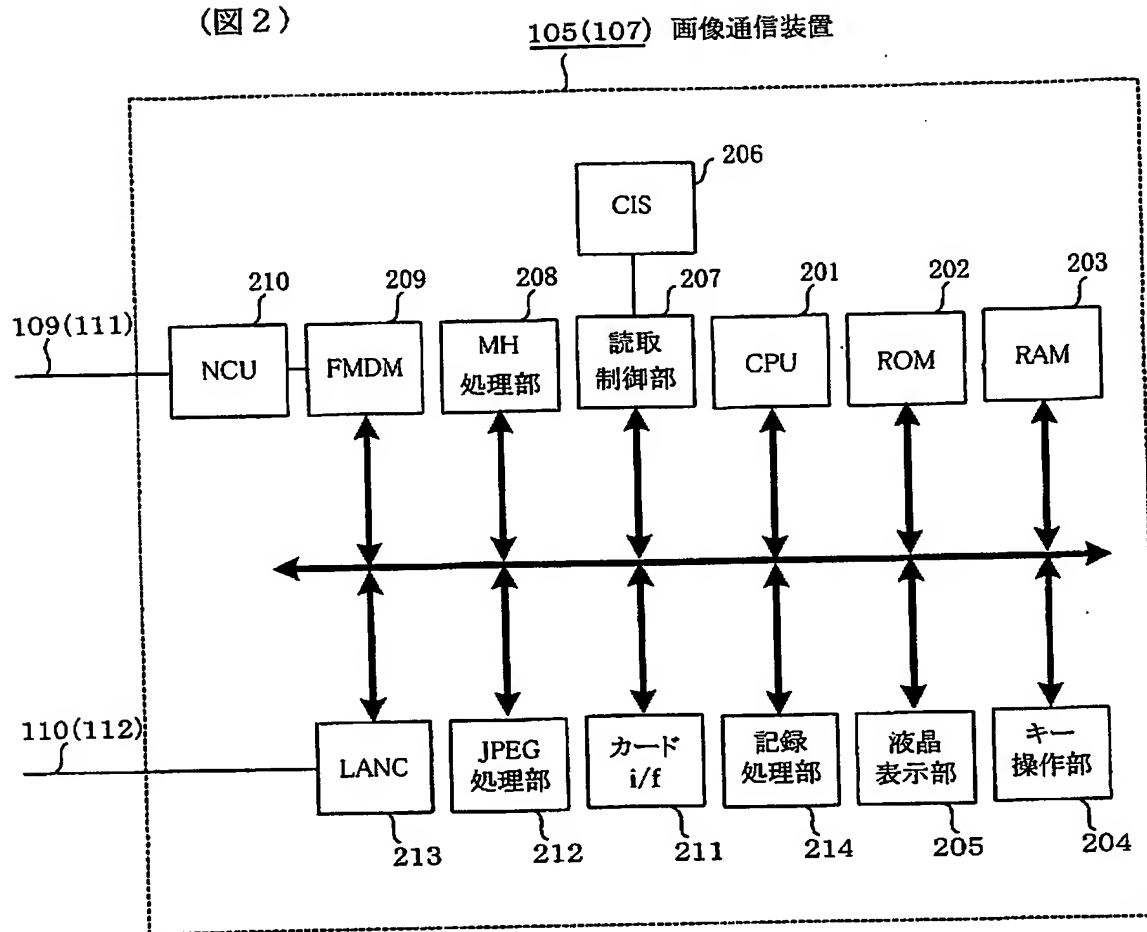 (図2)
105(107) 画像通信装置
206
CIS
210
209
208
207
201
202
203
109(111)
NCU
FMDM
MH
処理部
読取
制御部
CPU
ROM
RAM
110(112)
LANC
JPEG
処理部
カード
i/f
記録
処理部
液晶
表示部
キー
操作部
213
212
211
214
205
204